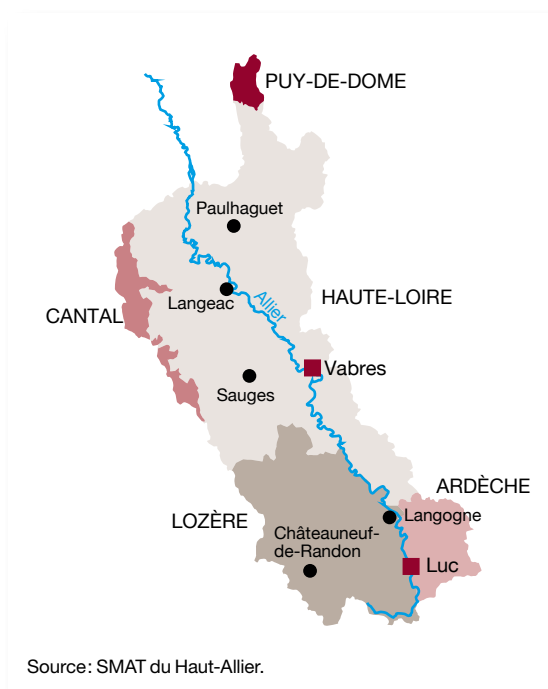 PUY-DE-DOME
Paulhaguet
Allier
HAUTE-LOIRE
Langeac
CANTAL
Vabres
Sauges
ARDÈCHE
Langogne
LOZÈRE
Châteauneuf-
de-Randon
Luc
Source: SMAT du Haut-Allier.